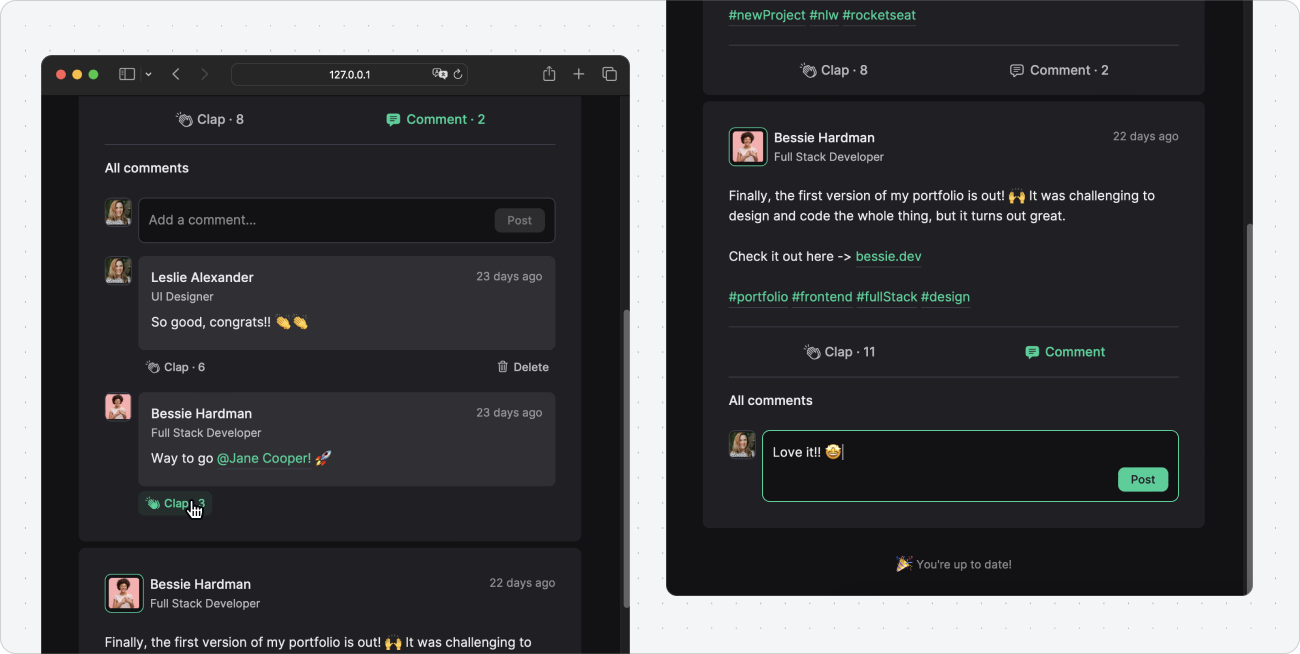 127.0.0.1
Clap · 8
Comment · 2
All comments
Add a comment...
Post
Leslie Alexander
23 days ago
UI Designer
So good, congrats!! 👏👏
Clap · 6
Delete
Bessie Hardman
23 days ago
Full Stack Developer
Way to go @Jane Cooper! 🚀
Clap 3
Bessie Hardman
22 days ago
Full Stack Developer
Finally, the first version of my portfolio is out! 🙌 It was challenging to
#newProject #nlw #rocketseat
Clap · 8
Comment · 2
Bessie Hardman
22 days ago
Full Stack Developer
Finally, the first version of my portfolio is out! 🙌 It was challenging to
design and code the whole thing, but it turns out great.
Check it out here -> bessie.dev
#portfolio #frontend #fullStack #design
Clap · 11
Comment
All comments
Love it!! 🤩
Post
🎉 You're up to date!